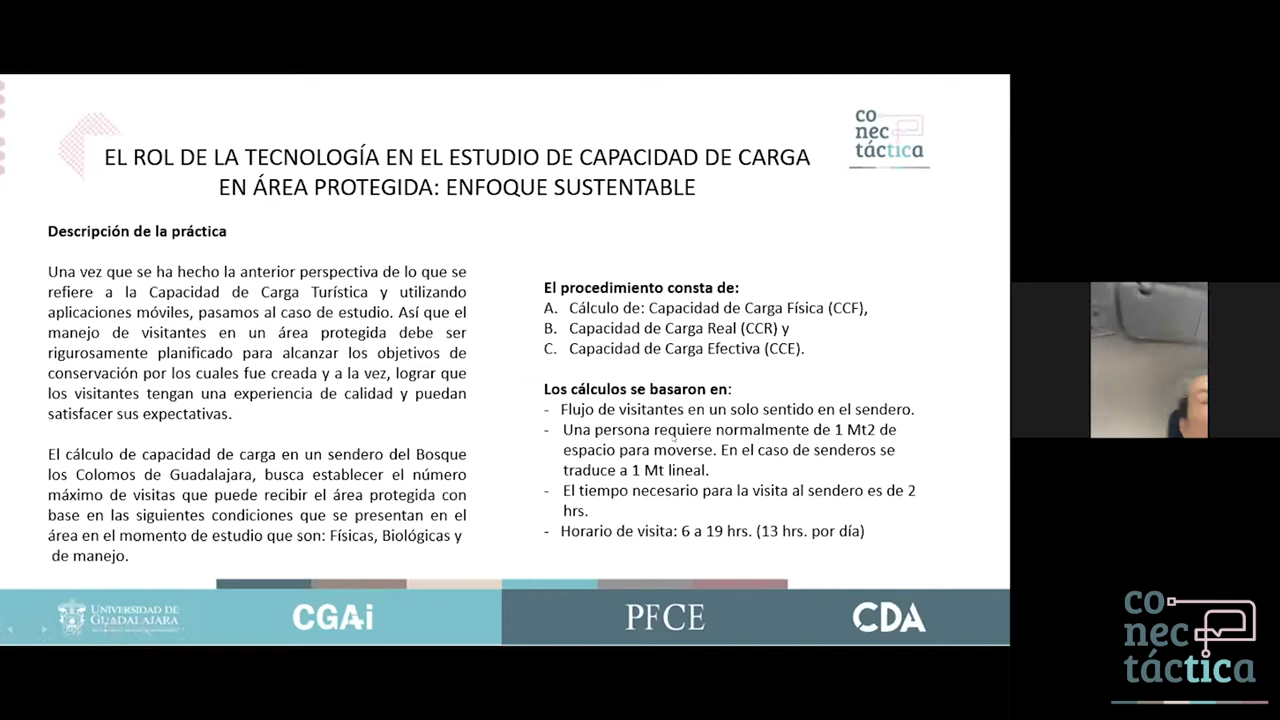 co
nec
táctica
EL ROL DE LA TECNOLOGÍA EN EL ESTUDIO DE CAPACIDAD DE CARGA
EN ÁREA PROTEGIDA: ENFOQUE SUSTENTABLE
Descripción de la práctica
Una vez que se ha hecho la anterior perspectiva de lo que se
refiere a la Capacidad de Carga Turística y utilizando
aplicaciones móviles, pasamos al caso de estudio. Así que el
manejo de visitantes en un área protegida debe ser
rigurosamente planificado para alcanzar los objetivos de
conservación por los cuales fue creada y a la vez, lograr que
los visitantes tengan una experiencia de calidad y puedan
satisfacer sus expectativas.
El cálculo de capacidad de carga en un sendero del Bosque
los Colomos de Guadalajara, busca establecer el número
máximo de visitas que puede recibir el área protegida con
base en las siguientes condiciones que se presentan en el
área en el momento de estudio que son: Físicas, Biológicas y
de manejo.
El procedimiento consta de:
A. Cálculo de: Capacidad de Carga Física (CCF),
B. Capacidad de Carga Real (CCR) y
C. Capacidad de Carga Efectiva (CCE).
Los cálculos se basaron en:
- Flujo de visitantes en un solo sentido en el sendero.
- Una persona requiere normalmente de 1 Mt2 de
espacio para moverse. En el caso de senderos se
traduce a 1 Mt lineal.
- El tiempo necesario para la visita al sendero es de 2
hrs.
- Horario de visita: 6 a 19 hrs. (13 hrs. por día)
UNIVERSIDAD DE
GUADALAJARA
CGAi
PFCE
CDA
co
nec
táctica